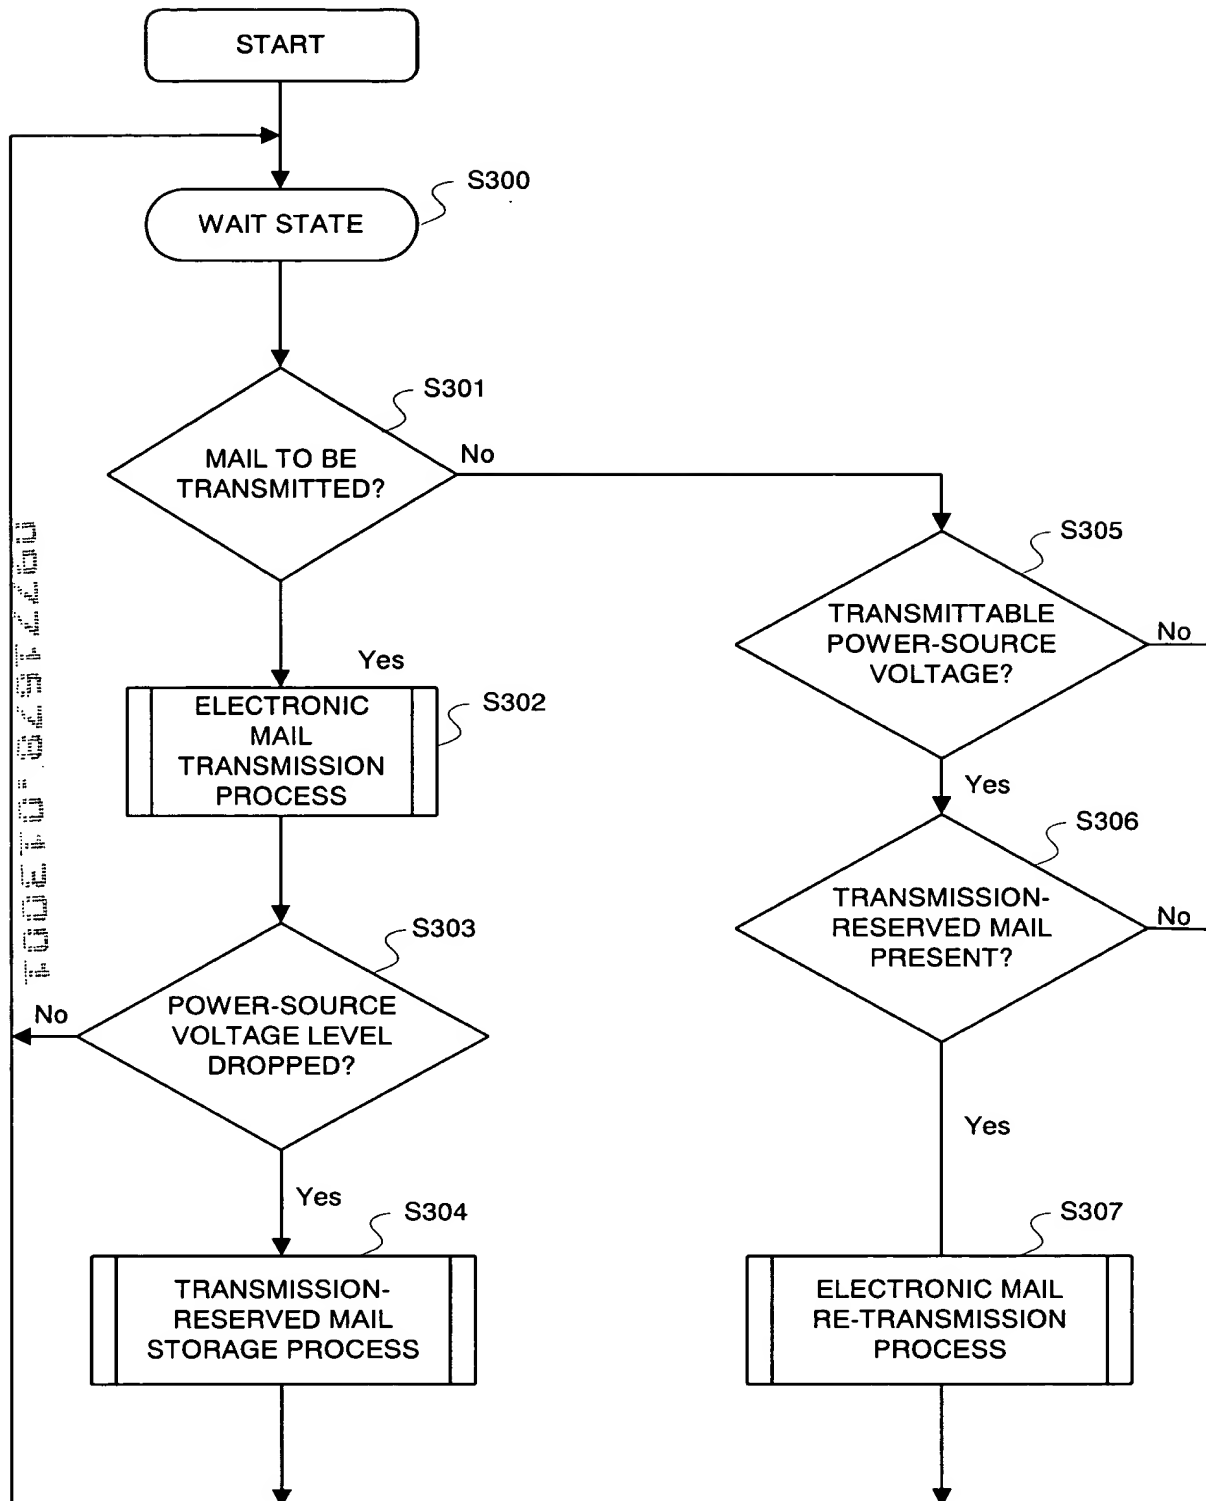 START
S300
WAIT STATE
S301
MAIL TO BE
TRANSMITTED?
No
S305
TRANSMITTABLE
POWER-SOURCE
VOLTAGE?
No
Yes
S302
ELECTRONIC
MAIL
TRANSMISSION
PROCESS
Yes
S306
TRANSMISSION-
RESERVED MAIL
PRESENT?
No
S303
POWER-SOURCE
VOLTAGE LEVEL
DROPPED?
No
Yes
Yes
S304
TRANSMISSION-
RESERVED MAIL
STORAGE PROCESS
S307
ELECTRONIC MAIL
RE-TRANSMISSION
PROCESS
09771578.013001